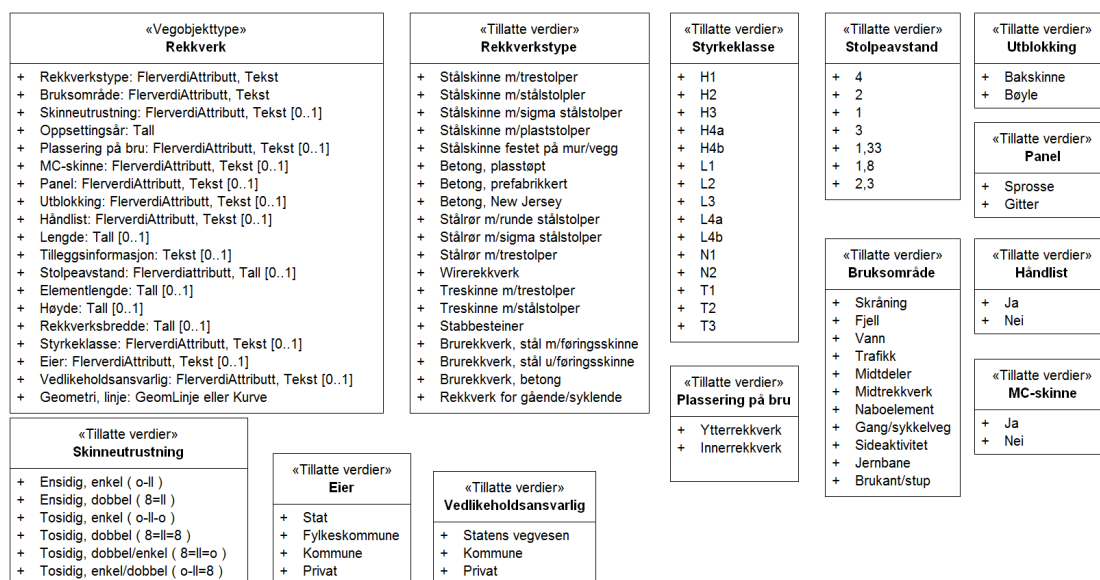 «Vegobjekttype»
Rekkverk
+ Rekkverkstype: FlerverdiAttributt, Tekst
+ Bruksområde: FlerverdiAttributt, Tekst
+ Skinneutrustning: FlerverdiAttributt, Tekst [0..1]
+ Oppsettingsår: Tall
+ Plassering på bru: FlerverdiAttributt, Tekst [0..1]
+ MC-skinne: FlerverdiAttributt, Tekst [0..1]
+ Panel: FlerverdiAttributt, Tekst [0..1]
+ Utblokking: FlerverdiAttributt, Tekst [0..1]
+ Håndlist: FlerverdiAttributt, Tekst [0..1]
+ Lengde: Tall [0..1]
+ Tilleggsinformasjon: Tekst [0..1]
+ Stolpeavstand: Flerverdiattributt, Tall [0..1]
+ Elementlengde: Tall [0..1]
+ Høyde: Tall [0..1]
+ Rekkverksbredde: Tall [0..1]
+ Styrkeklasse: FlerverdiAttributt, Tekst [0..1]
+ Eier: FlerverdiAttributt, Tekst [0..1]
+ Vedlikeholdsansvarlig: FlerverdiAttributt, Tekst [0..1]
+ Geometri, linje: GeomLinje eller Kurve
«Tillatte verdier»
Rekkverkstype
+ Stålskinne m/trestolper
+ Stålskinne m/stålstolpler
+ Stålskinne m/sigma stålstolper
+ Stålskinne m/plaststolper
+ Stålskinne festet på mur/vegg
+ Betong, plasstøpt
+ Betong, prefabrikkert
+ Betong, New Jersey
+ Stålrør m/runde stålstolper
+ Stålrør m/sigma stålstolper
+ Stålrør m/trestolper
+ Wirerekkverk
+ Treskinne m/trestolper
+ Treskinne m/stålstolper
+ Stabbesteiner
+ Brurekkverk, stål m/føringsskinne
+ Brurekkverk, stål u/føringsskinne
+ Brurekkverk, betong
+ Rekkverk for gående/syklende
«Tillatte verdier»
Styrkeklasse
+ H1
+ H2
+ H3
+ H4a
+ H4b
+ L1
+ L2
+ L3
+ L4a
+ L4b
+ N1
+ N2
+ T1
+ T2
+ T3
«Tillatte verdier»
Stolpeavstand
+ 4
+ 2
+ 1
+ 3
+ 1,33
+ 1,8
+ 2,3
«Tillatte verdier»
Utblokking
+ Bakskinne
+ Bøyle
«Tillatte verdier»
Panel
+ Sprosse
+ Gitter
«Tillatte verdier»
Bruksområde
+ Skråning
+ Fjell
+ Vann
+ Trafikk
+ Midtdeler
+ Midtrekkverk
+ Naboelement
+ Gang/sykkelveg
+ Sideaktivitet
+ Jernbane
+ Brukant/stup
«Tillatte verdier»
Håndlist
+ Ja
+ Nei
«Tillatte verdier»
Plassering på bru
+ Ytterrekkverk
+ Innerrekkverk
«Tillatte verdier»
MC-skinne
+ Ja
+ Nei
«Tillatte verdier»
Skinneutrustning
+ Ensidig, enkel ( o-ll )
+ Ensidig, dobbel ( 8=ll )
+ Tosidig, enkel ( o-ll-o )
+ Tosidig, dobbel ( 8=ll=8 )
+ Tosidig, dobbel/enkel ( 8=ll=o )
+ Tosidig, enkel/dobbel ( o-ll=8 )
«Tillatte verdier»
Eier
+ Stat
+ Fylkeskommune
+ Kommune
+ Privat
«Tillatte verdier»
Vedlikeholdsansvarlig
+ Statens vegvesen
+ Kommune
+ Privat